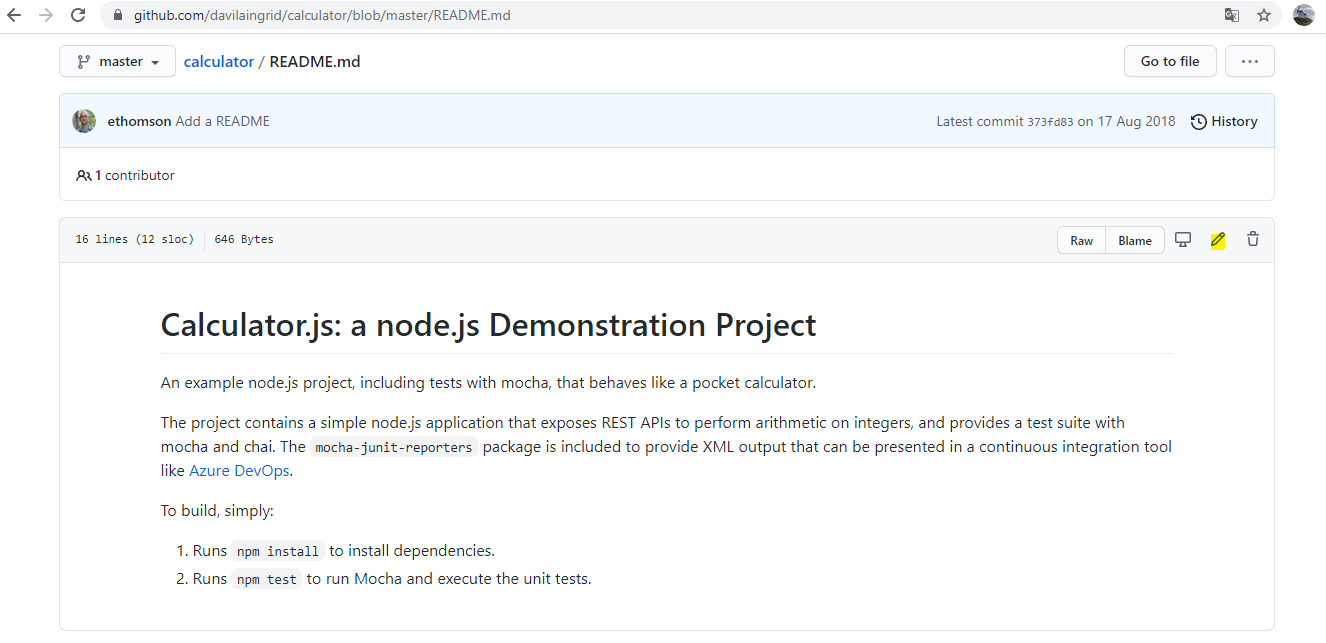 github.com/davilaingrid/calculator/blob/master/README.md
master calculator / README.md Go to file ...
ethomson Add a README Latest commit 373fd83 on 17 Aug 2018 History
1 contributor
16 lines (12 sloc) 646 Bytes Raw Blame
Calculator.js: a node.js Demonstration Project
An example node.js project, including tests with mocha, that behaves like a pocket calculator.
The project contains a simple node.js application that exposes REST APIs to perform arithmetic on integers, and provides a test suite with
mocha and chai. The mocha-junit-reporters package is included to provide XML output that can be presented in a continuous integration tool
like Azure DevOps.
To build, simply:
1. Runs npm install to install dependencies.
2. Runs npm test to run Mocha and execute the unit tests.